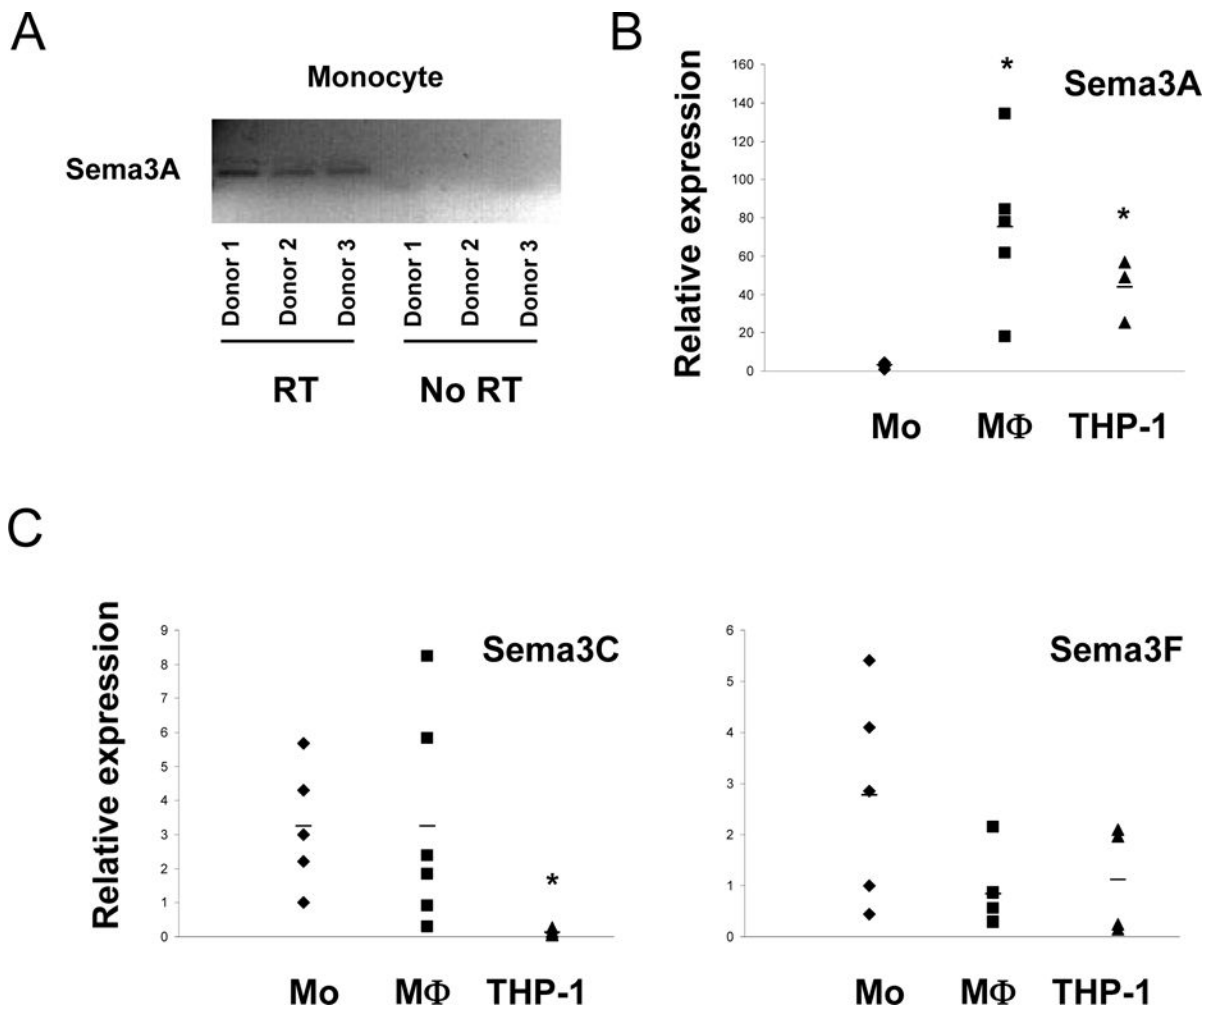 A
Monocyte
Sema3A
Donor 1
Donor 2
Donor 3
Donor 1
Donor 2
Donor 3
RT
No RT
B
Relative expression
160
140
120
100
80
60
40
20
0
*
*
Sema3A
Mo
MΦ
THP-1
C
Relative expression
9
8
7
6
5
4
3
2
1
0
Sema3C
*
Mo
MΦ
THP-1
6
5
4
3
2
1
0
Sema3F
Mo
MΦ
THP-1